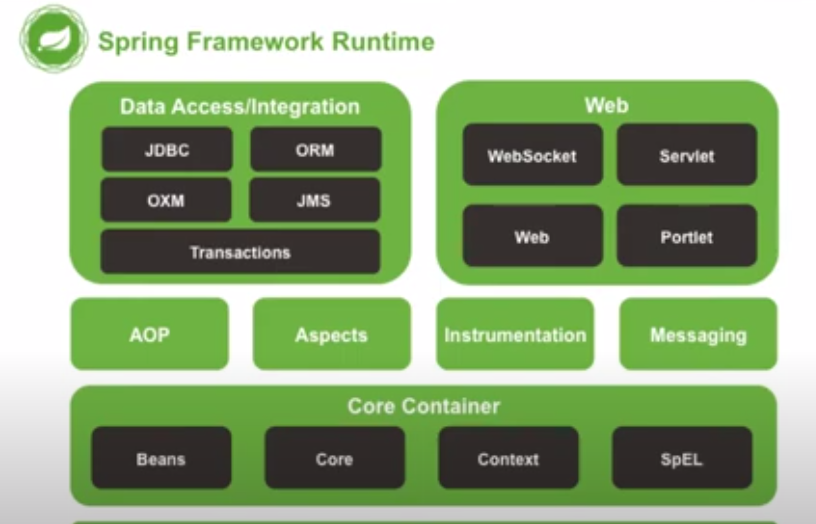 Spring Framework Runtime
Data Access/Integration
JDBC
ORM
OXM
JMS
Transactions
Web
WebSocket
Servlet
Web
Portlet
AOP
Aspects
Instrumentation
Messaging
Core Container
Beans
Core
Context
SpEL